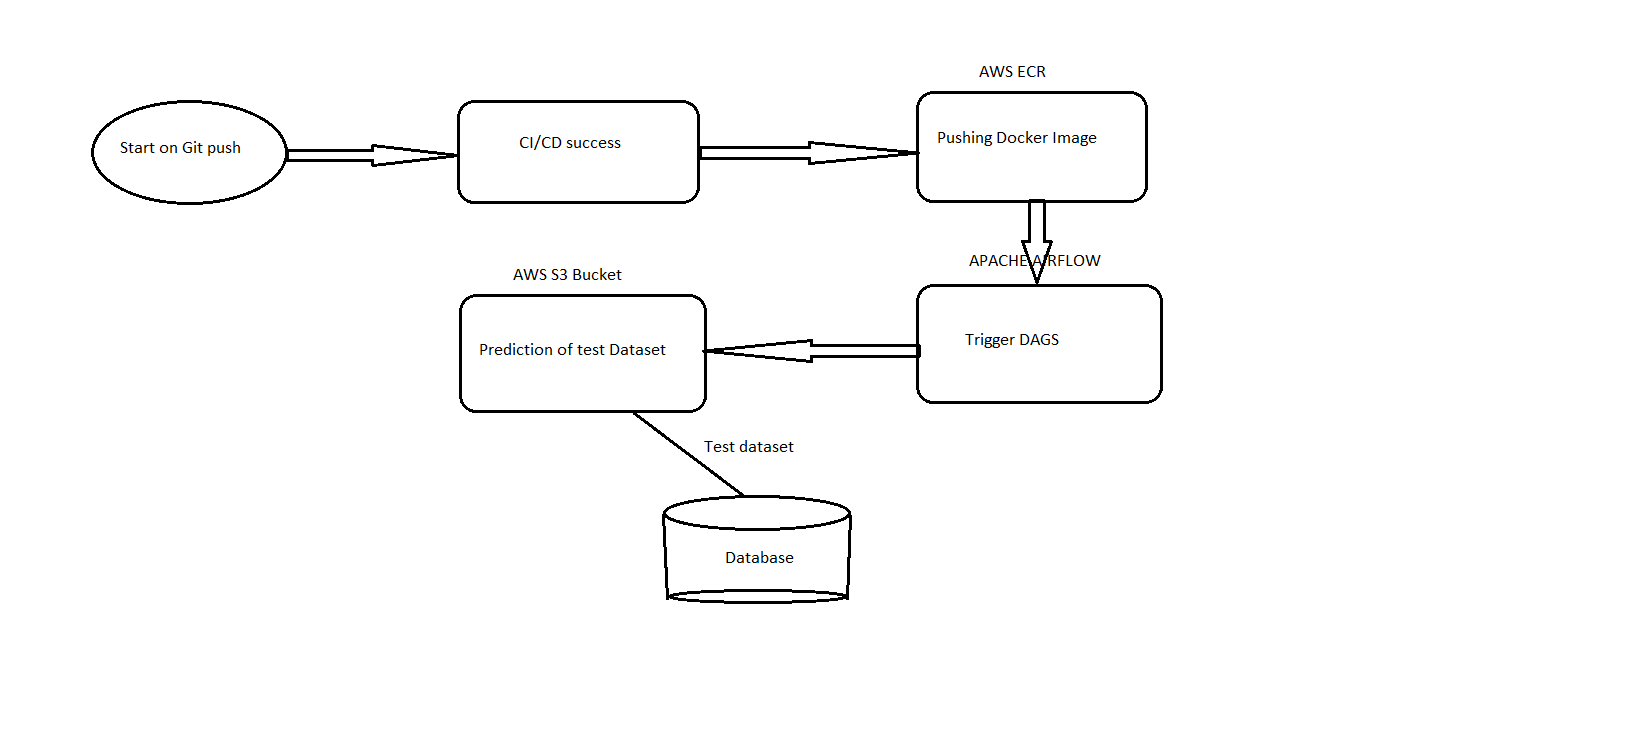 AWS ECR
Start on Git push
CI/CD success
Pushing Docker Image
APACHE AIRFLOW
AWS S3 Bucket
Trigger DAGS
Prediction of test Dataset
Test dataset
Database